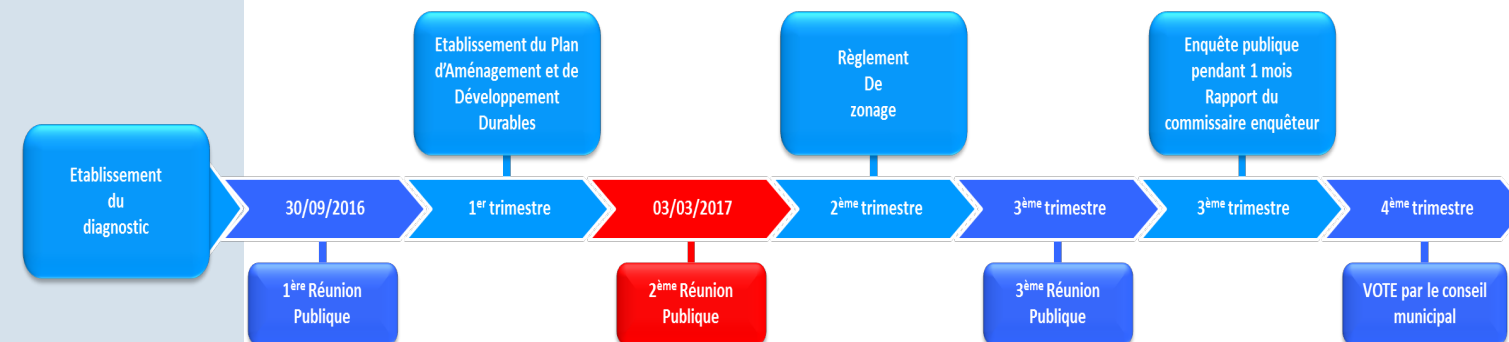 Etablissement du Plan
d'Aménagement et de
Développement
Durables
Règlement
De
zonage
Enquête publique
pendant 1 mois
Rapport du
commissaire enquêteur
Etablissement
du
diagnostic
30/09/2016
1er trimestre
03/03/2017
2ème trimestre
3ème trimestre
3ème trimestre
4ème trimestre
1ère Réunion
Publique
2ème Réunion
Publique
3ème Réunion
Publique
VOTE par le conseil
municipal